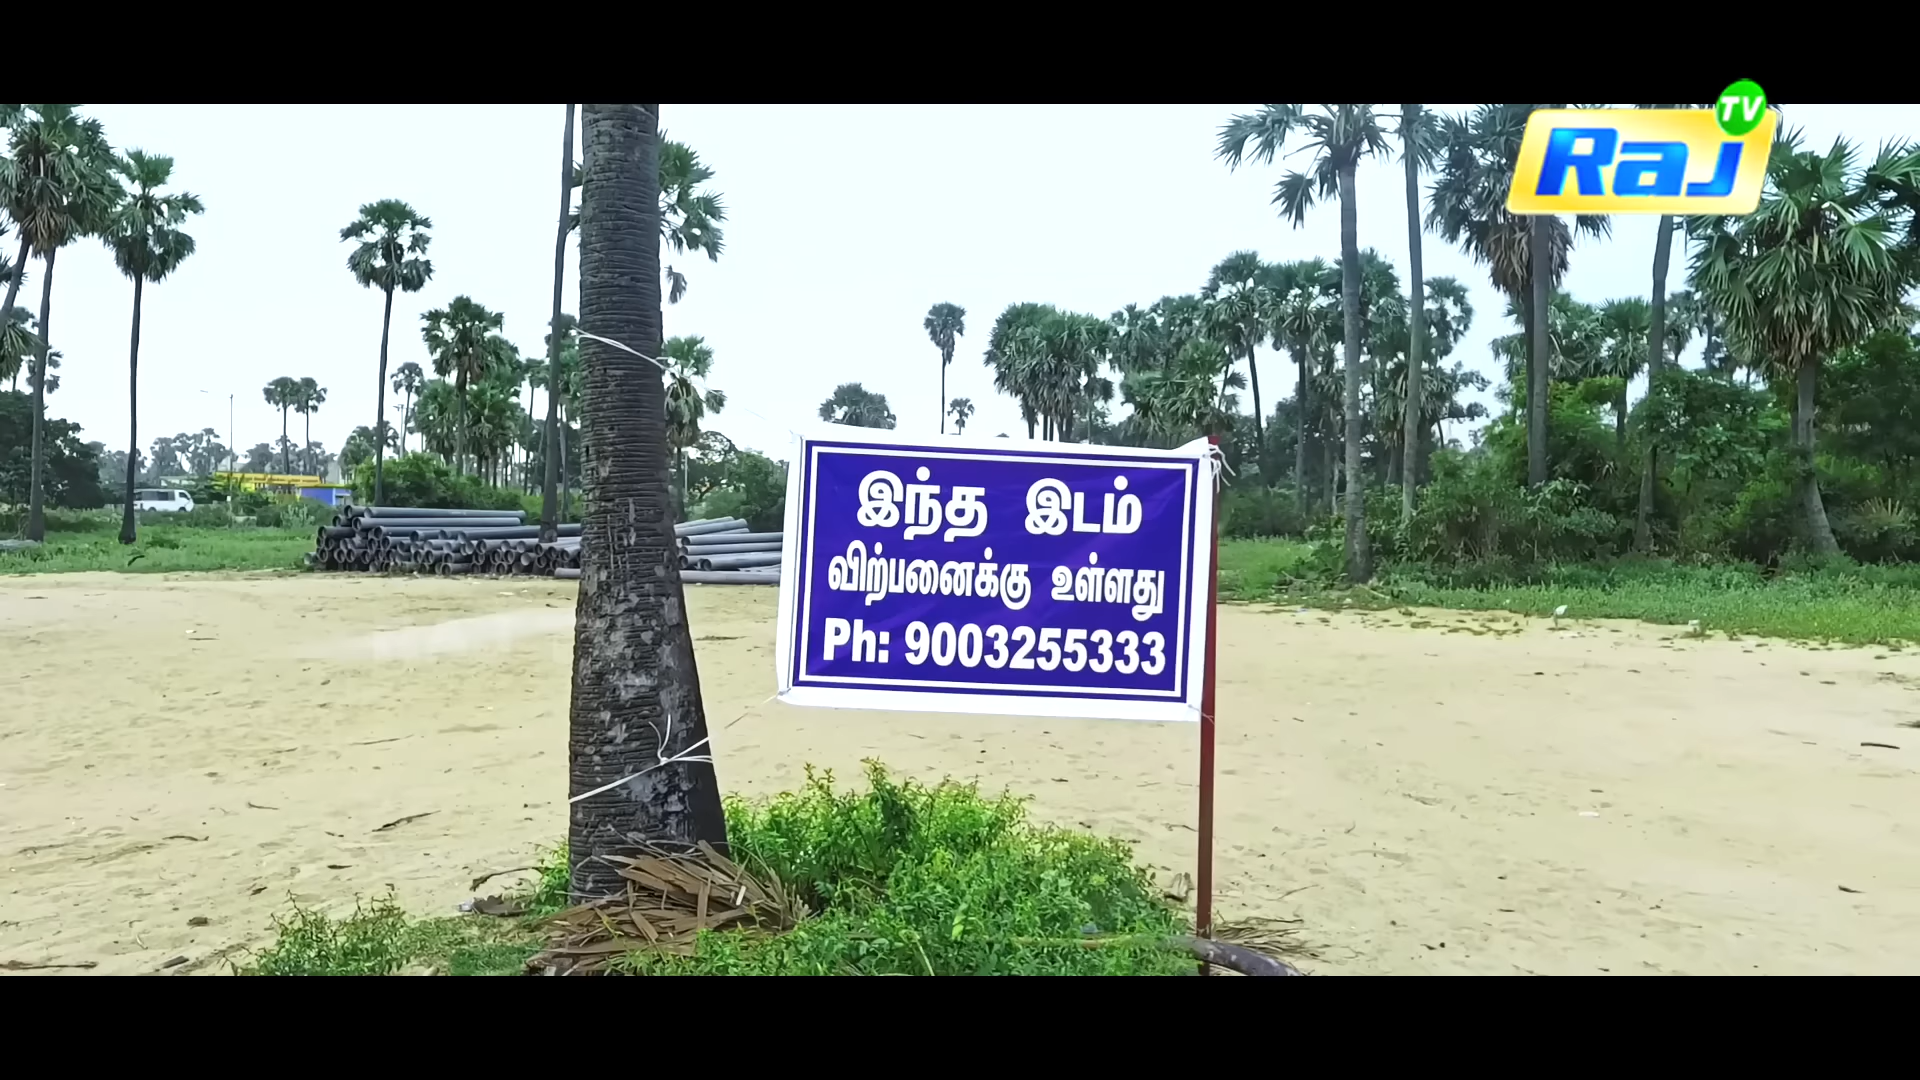 Raj TV
இந்த இடம்
விற்பனைக்கு உள்ளது
Ph: 9003255333